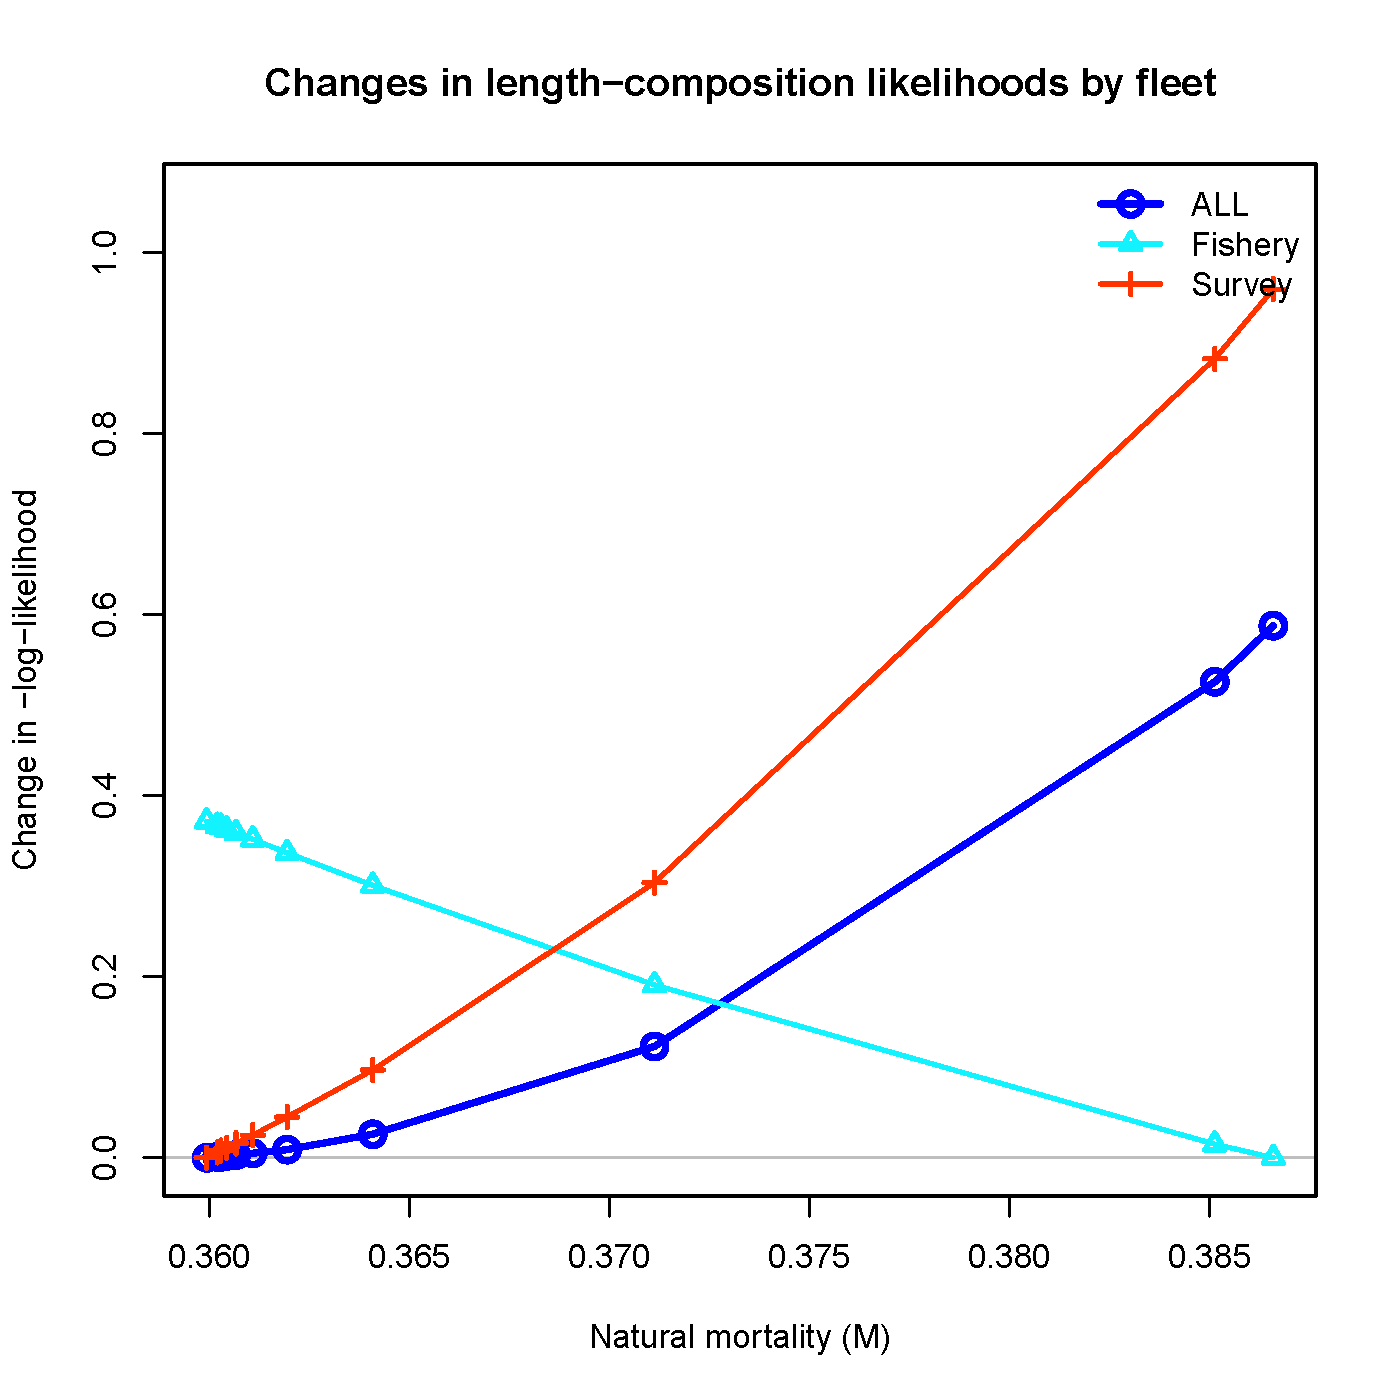 Changes in length−composition likelihoods by fleet
ALL
Fishery
Survey
Change in −log−likelihood
1.0
0.8
0.6
0.4
0.2
0.0
0.360 0.365 0.370 0.375 0.380 0.385
Natural mortality (M)